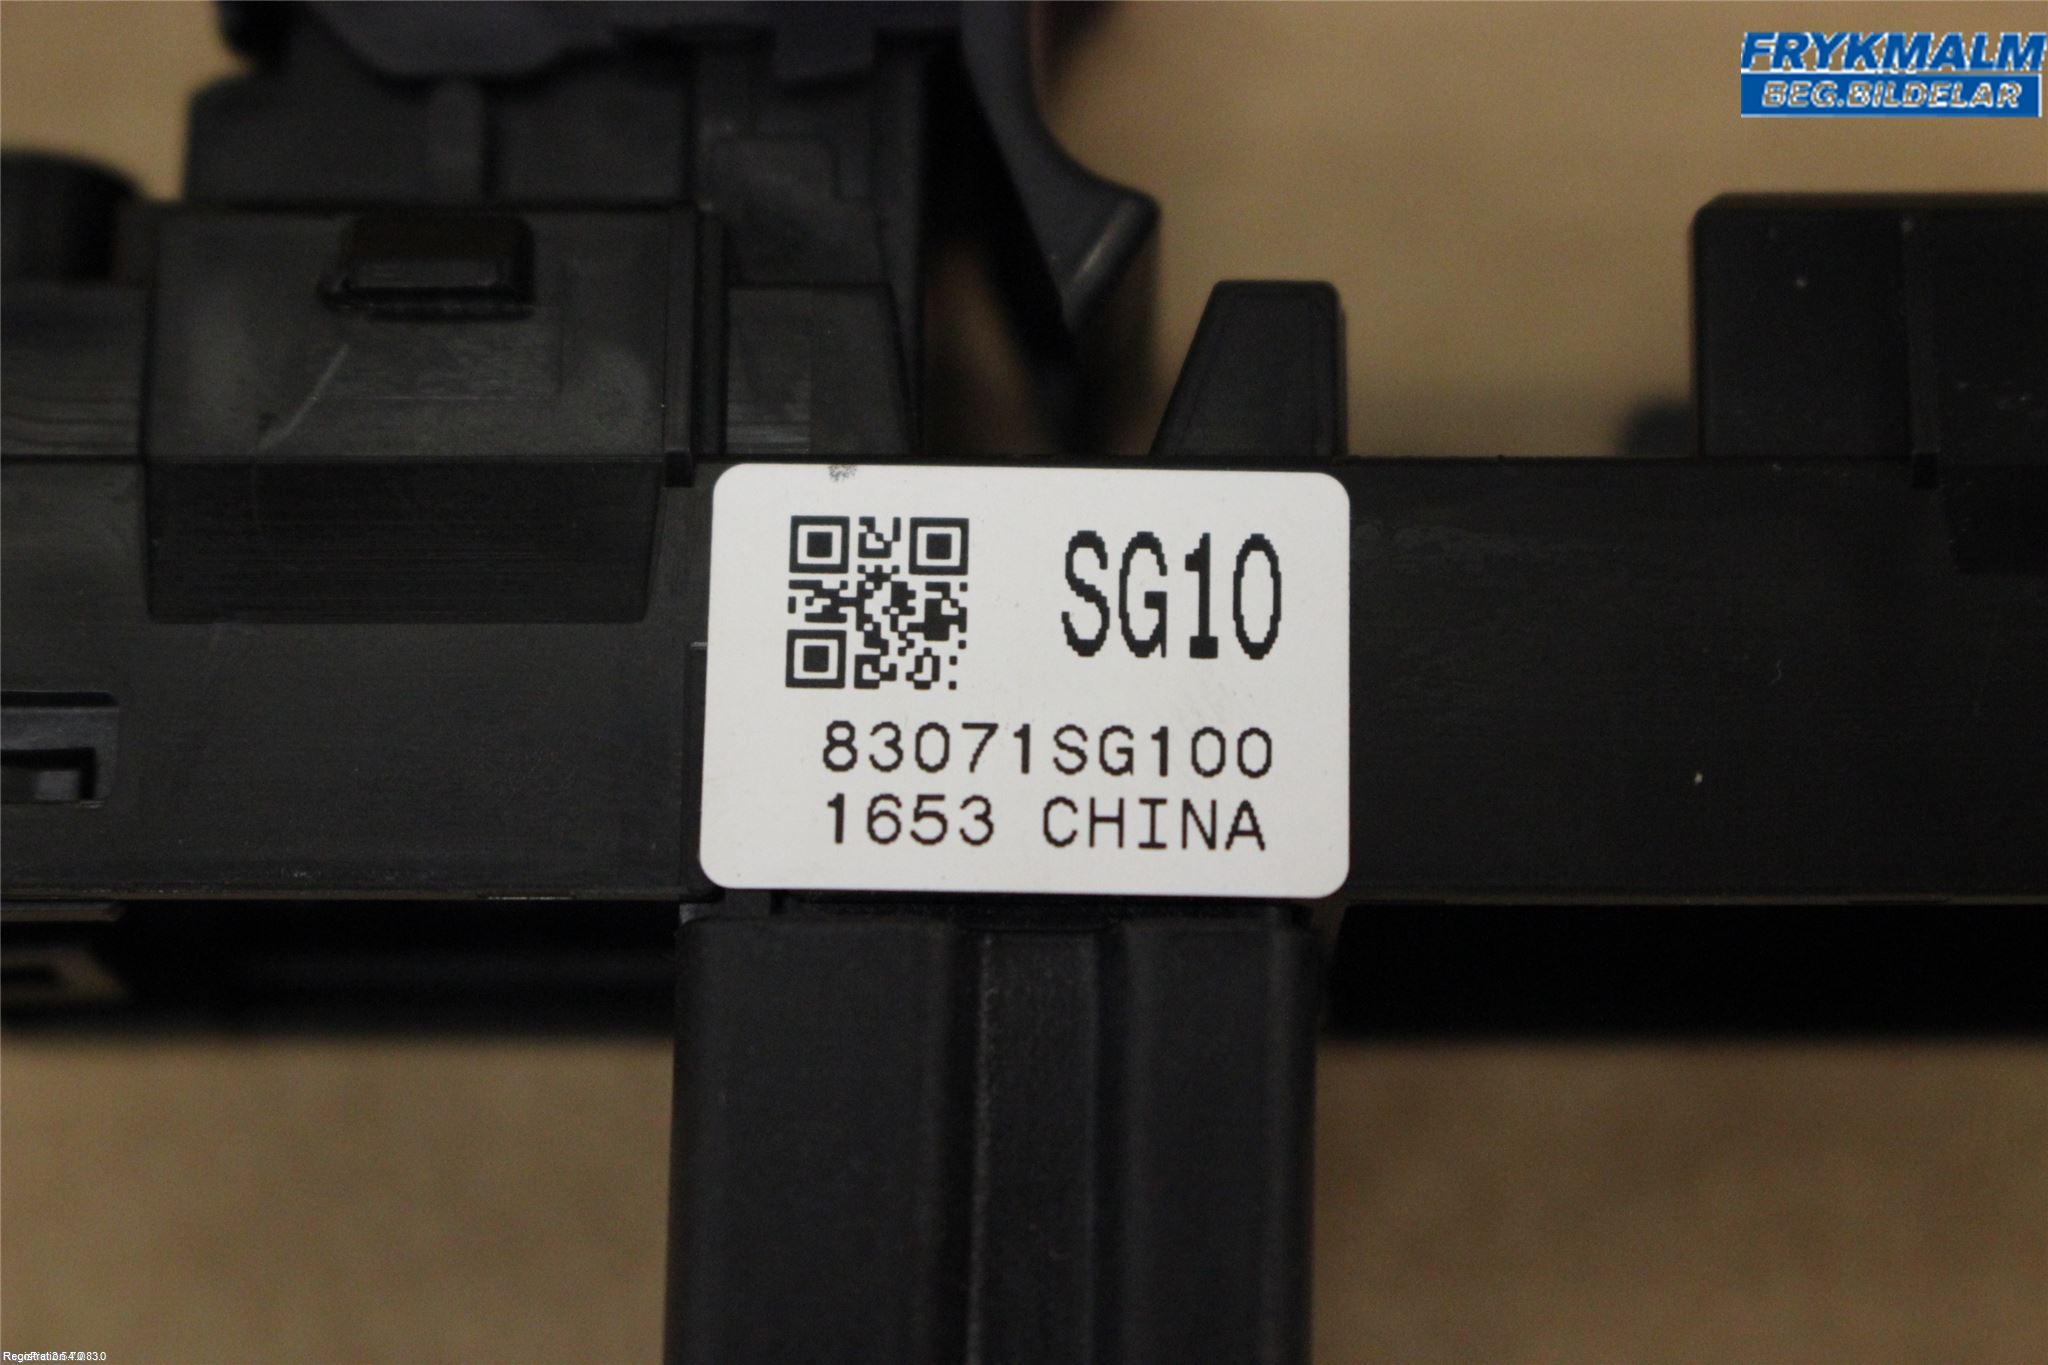 FRYKMALM
BEG.BILDELAR
SG10
83071SG100
1653 CHINA